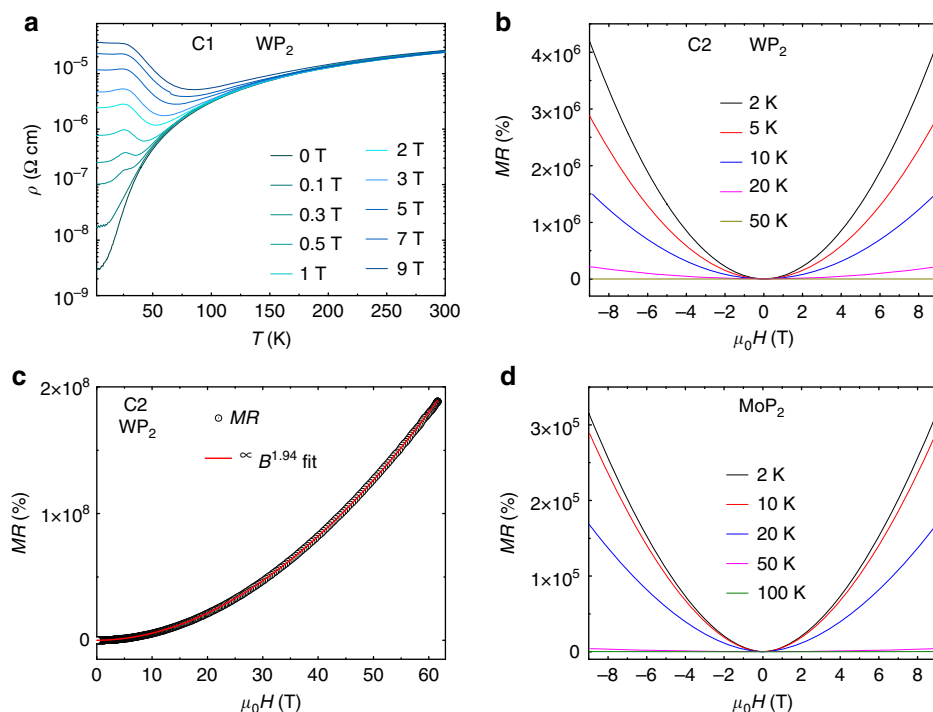 a
C1 WP₂
10⁻⁵
10⁻⁶
10⁻⁷
10⁻⁸
10⁻⁹
ρ (Ω cm)
0 T
0.1 T
0.3 T
0.5 T
1 T
2 T
3 T
5 T
7 T
9 T
50 100 150 200 250 300
T (K)
b
C2 WP₂
4×10⁶
3×10⁶
2×10⁶
1×10⁶
0
MR (%)
2 K
5 K
10 K
20 K
50 K
−8 −6 −4 −2 0 2 4 6 8
μ₀H (T)
c
C2
WP₂
MR
∝ B¹·⁹⁴ fit
2×10⁸
1×10⁸
0
MR (%)
0 10 20 30 40 50 60
μ₀H (T)
d
MoP₂
3×10⁵
2×10⁵
1×10⁵
0
MR (%)
2 K
10 K
20 K
50 K
100 K
−8 −6 −4 −2 0 2 4 6 8
μ₀H (T)